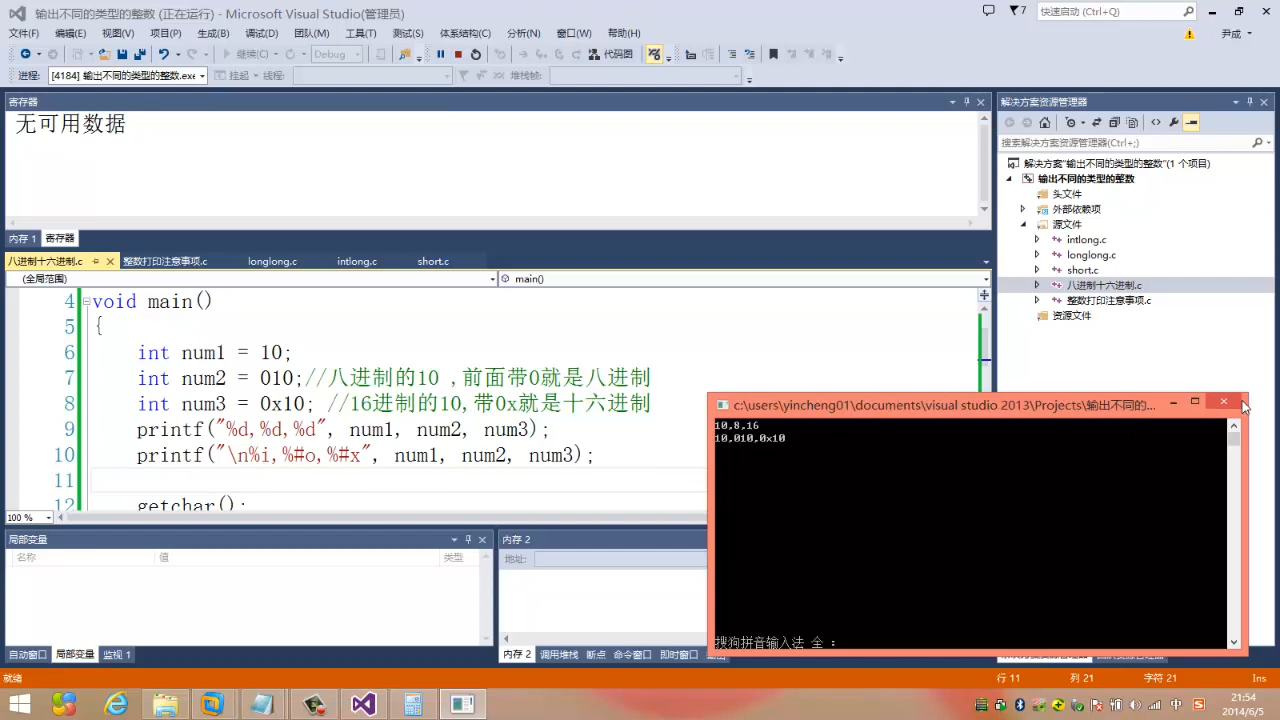 输出不同的类型的整数 (正在运行) - Microsoft Visual Studio(管理员)
7
快速启动 (Ctrl+Q)
文件(F) 编辑(E) 视图(V) 项目(P) 生成(B) 调试(D) 团队(M) 工具(T) 测试(S) 体系结构(C) 分析(N) 窗口(W) 帮助(H)
尹成
继续(C) Debug 代码图
进程: [4184] 输出不同的类型的整数.exe 挂起 线程: 堆栈帧:
寄存器
无可用数据
内存 1 寄存器
八进制十六进制.c 整数打印注意事项.c longlong.c intlong.c short.c
(全局范围) main()
4 void main()
5 {
6 int num1 = 10;
7 int num2 = 010;//八进制的10 ,前面带0就是八进制
8 int num3 = 0x10; //16进制的10,带0x就是十六进制
9 printf("%d,%d,%d", num1, num2, num3);
10 printf("\n%i,%#o,%#x", num1, num2, num3);
11
12 getchar();
100 %
解决方案资源管理器
搜索解决方案资源管理器(Ctrl+;)
解决方案"输出不同的类型的整数"(1 个项目)
输出不同的类型的整数
头文件
外部依赖项
源文件
intlong.c
longlong.c
short.c
八进制十六进制.c
整数打印注意事项.c
资源文件
c:\users\yincheng01\documents\visual studio 2013\Projects\输出不同的...
10,8,16
10,010,0x10
搜狗拼音输入法 全 :
局部变量
名称 值 类型
自动窗口 局部变量 监视 1
内存 2
地址:
内存 2 调用堆栈 断点 命令窗口 即时窗口
就绪
行 11 列 21 字符 21 Ins
中
21:54
2014/6/5